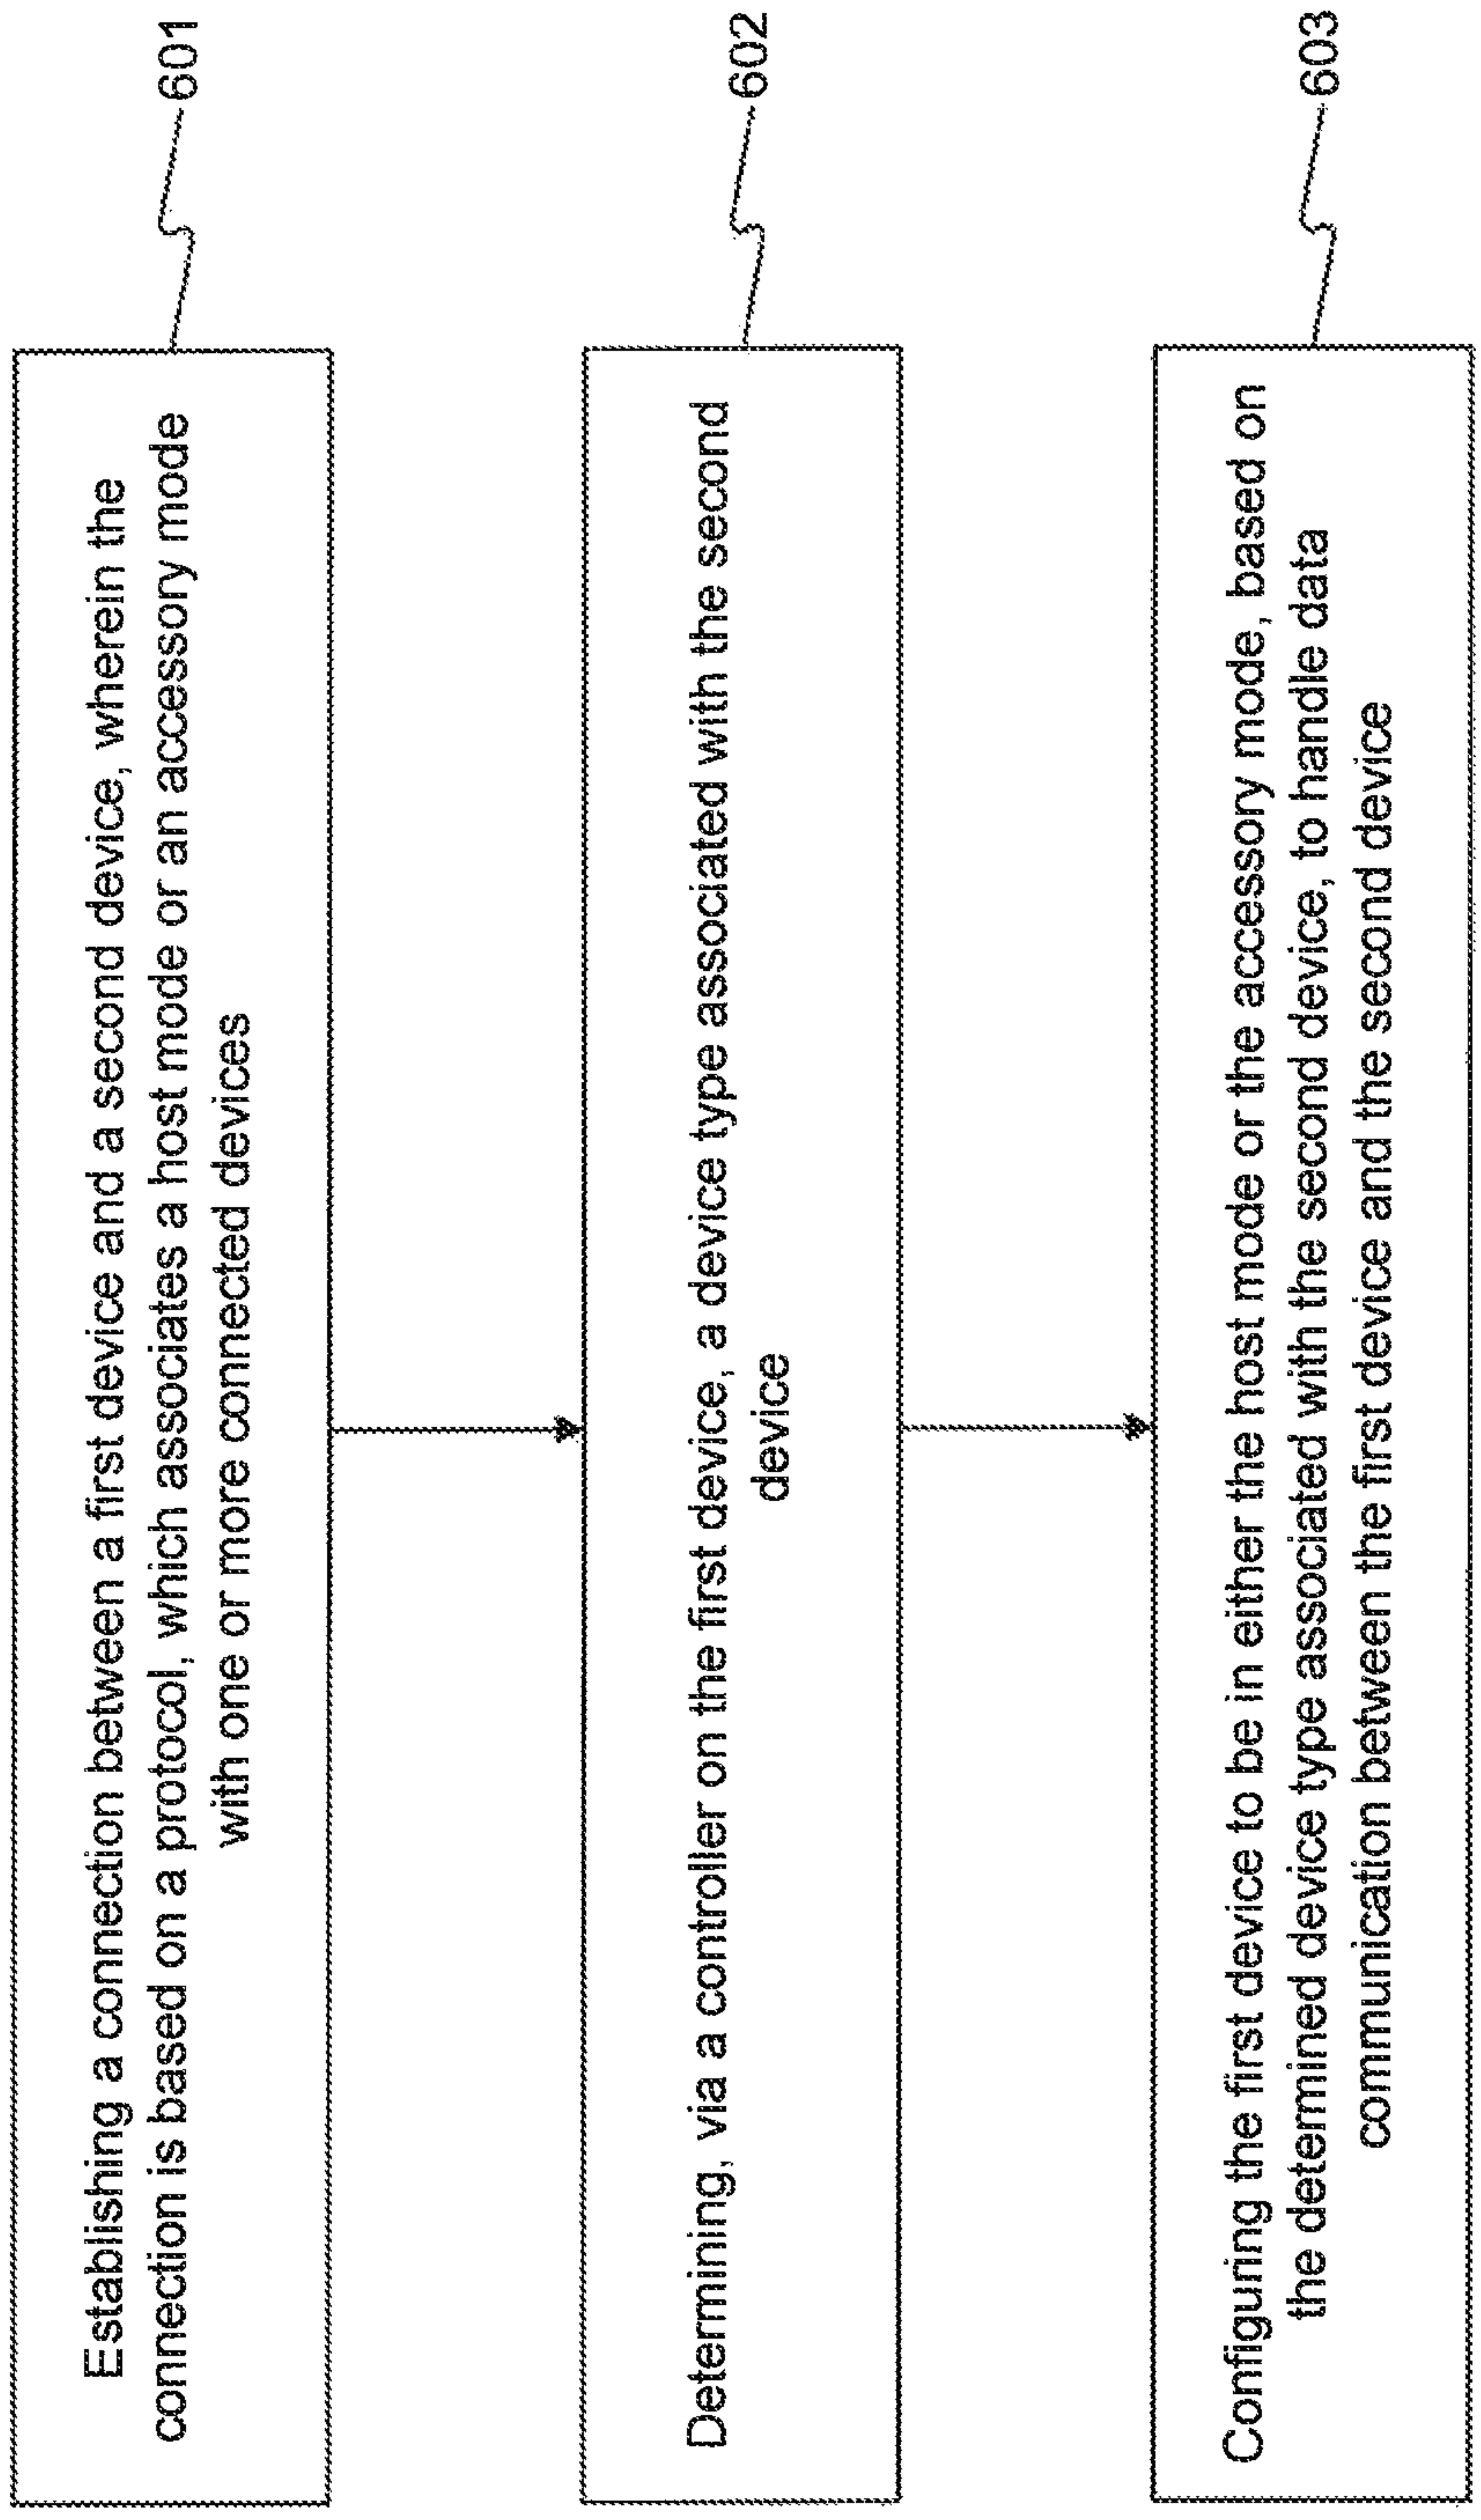 Establishing a connection between a first device and a second device, wherein the
connection is based on a protocol, which associates a host mode or an accessory mode
with one or more connected devices
601
Determining, via a controller on the first device, a device type associated with the second
device
602
Configuring the first device to be in either the host mode or the accessory mode, based on
the determined device type associated with the second device, to handle data
communication between the first device and the second device
603